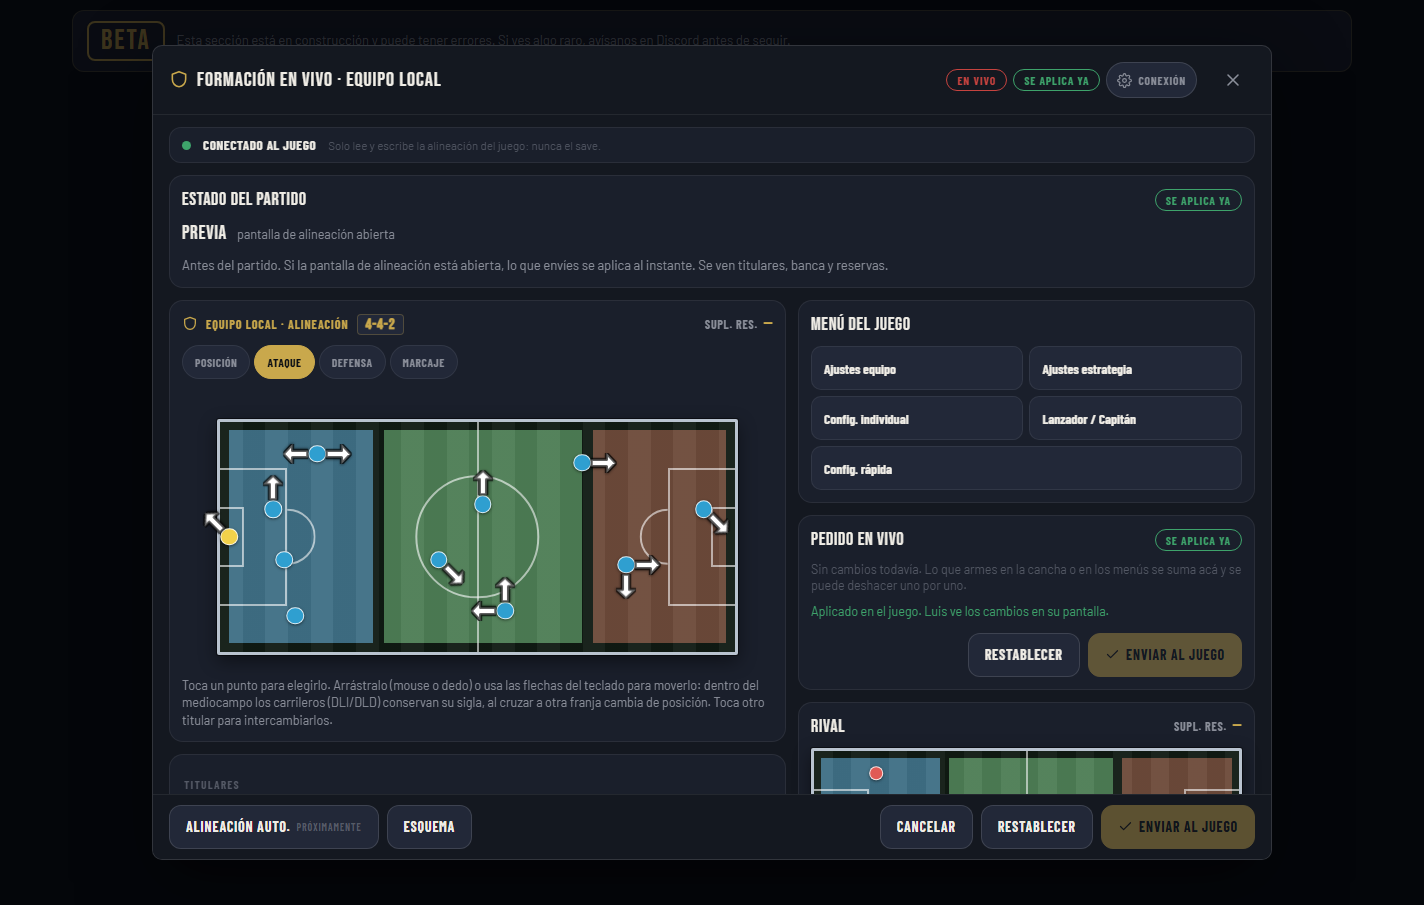 BETA
Esta sección está en construcción y puede tener errores. Si ves algo raro, avisanos en Discord antes de seguir.
FORMACIÓN EN VIVO · EQUIPO LOCAL
EN VIVO
SE APLICA YA
CONEXIÓN
CONECTADO AL JUEGO
Solo lee y escribe la alineación del juego: nunca el save.
ESTADO DEL PARTIDO
SE APLICA YA
PREVIA pantalla de alineación abierta
Antes del partido. Si la pantalla de alineación está abierta, lo que envíes se aplica al instante. Se ven titulares, banca y reservas.
EQUIPO LOCAL · ALINEACIÓN
4-4-2
SUPL. RES. —
POSICIÓN
ATAQUE
DEFENSA
MARCAJE
Toca un punto para elegirlo. Arrástralo (mouse o dedo) o usa las flechas del teclado para moverlo: dentro del
mediocampo los carrileros (DLI/DLD) conservan su sigla, al cruzar a otra franja cambia de posición. Toca otro
titular para intercambiarlos.
TITULARES
MENÚ DEL JUEGO
Ajustes equipo
Ajustes estrategia
Config. individual
Lanzador / Capitán
Config. rápida
PEDIDO EN VIVO
SE APLICA YA
Sin cambios todavía. Lo que armes en la cancha o en los menús se suma acá y se
puede deshacer uno por uno.
Aplicado en el juego. Luis ve los cambios en su pantalla.
RESTABLECER
ENVIAR AL JUEGO
RIVAL
SUPL. RES. —
ALINEACIÓN AUTO. PRÓXIMAMENTE
ESQUEMA
CANCELAR
RESTABLECER
ENVIAR AL JUEGO